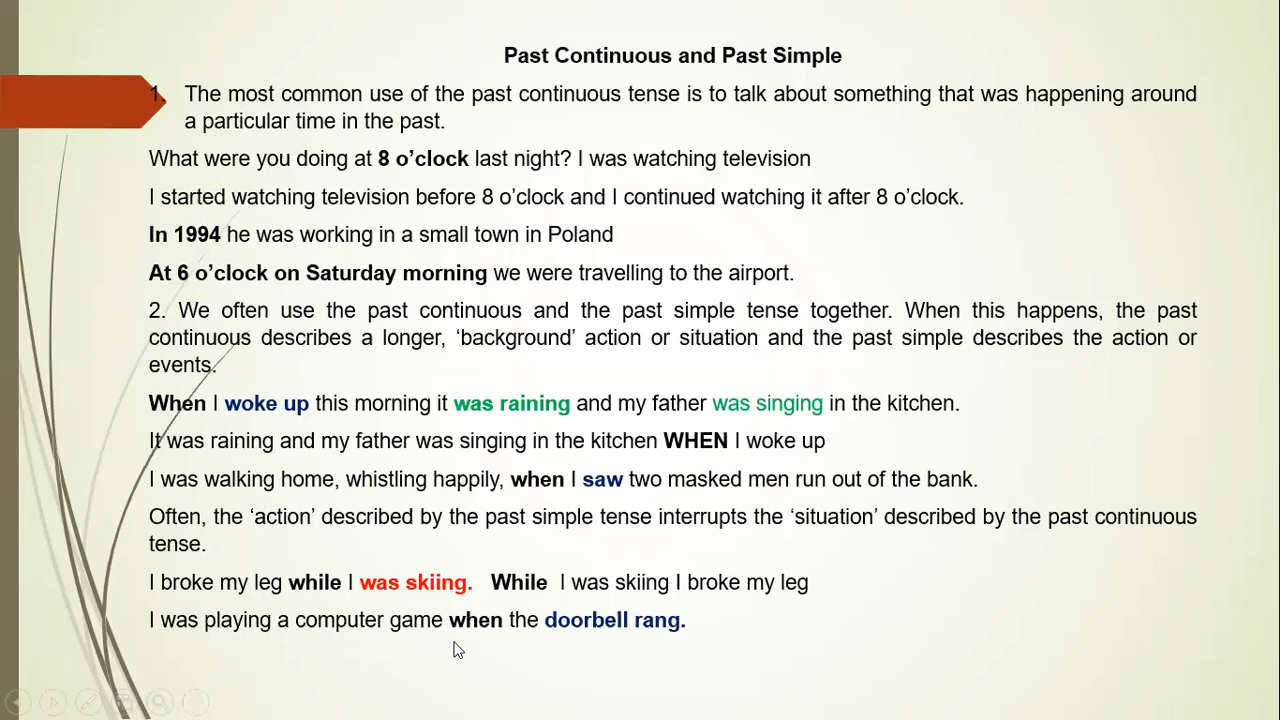 Past Continuous and Past Simple
1. The most common use of the past continuous tense is to talk about something that was happening around
a particular time in the past.
What were you doing at 8 o’clock last night? I was watching television
I started watching television before 8 o’clock and I continued watching it after 8 o’clock.
In 1994 he was working in a small town in Poland
At 6 o’clock on Saturday morning we were travelling to the airport.
2. We often use the past continuous and the past simple tense together. When this happens, the past
continuous describes a longer, ‘background’ action or situation and the past simple describes the action or
events.
When I woke up this morning it was raining and my father was singing in the kitchen.
It was raining and my father was singing in the kitchen WHEN I woke up
I was walking home, whistling happily, when I saw two masked men run out of the bank.
Often, the ‘action’ described by the past simple tense interrupts the ‘situation’ described by the past continuous
tense.
I broke my leg while I was skiing. While I was skiing I broke my leg
I was playing a computer game when the doorbell rang.